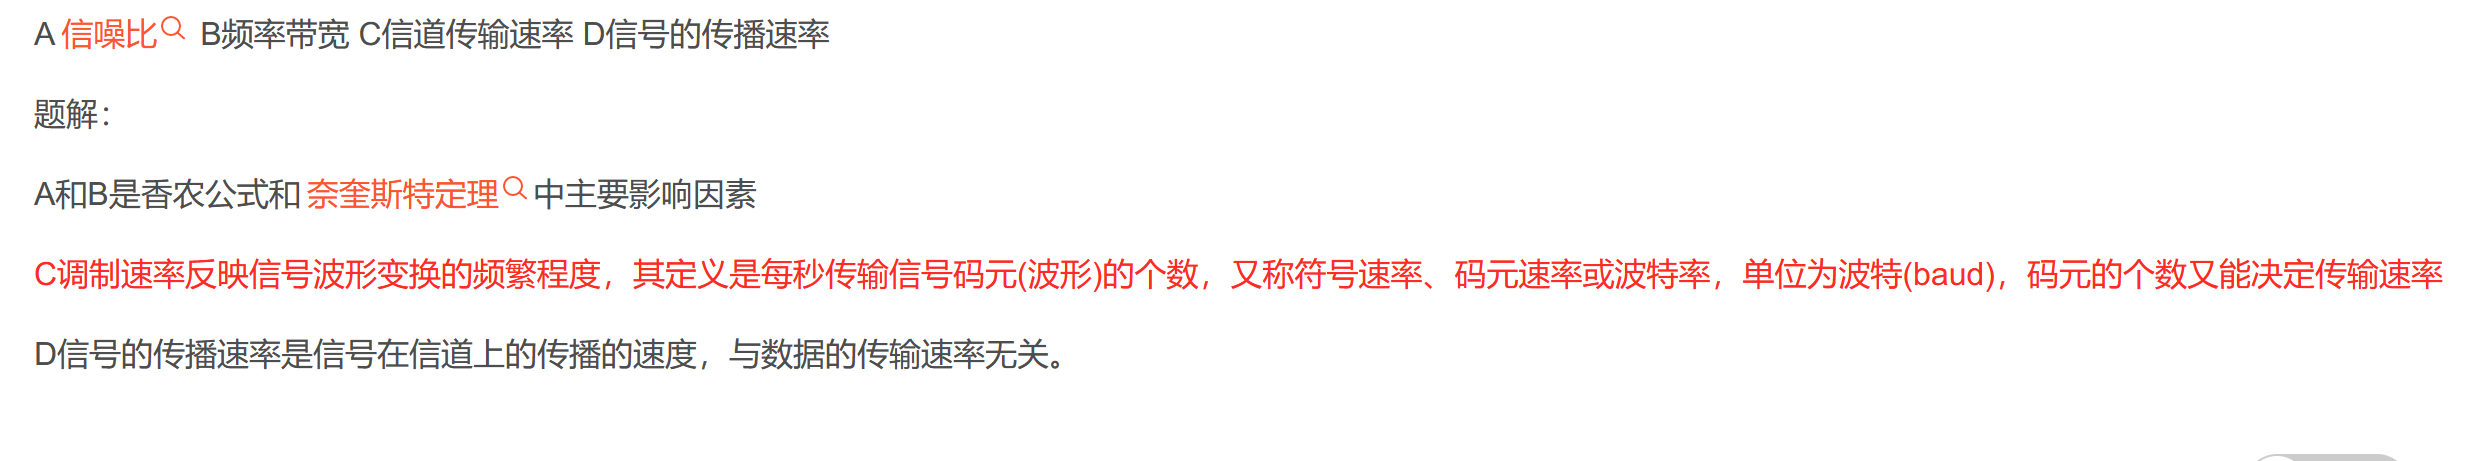 A 信噪比 B频率带宽 C信道传输速率 D信号的传播速率
题解：
A和B是香农公式和 奈奎斯特定理 中主要影响因素
C调制速率反映信号波形变换的频繁程度，其定义是每秒传输信号码元(波形)的个数，又称符号速率、码元速率或波特率，单位为波特(baud)，码元的个数又能决定传输速率
D信号的传播速率是信号在信道上的传播的速度，与数据的传输速率无关。